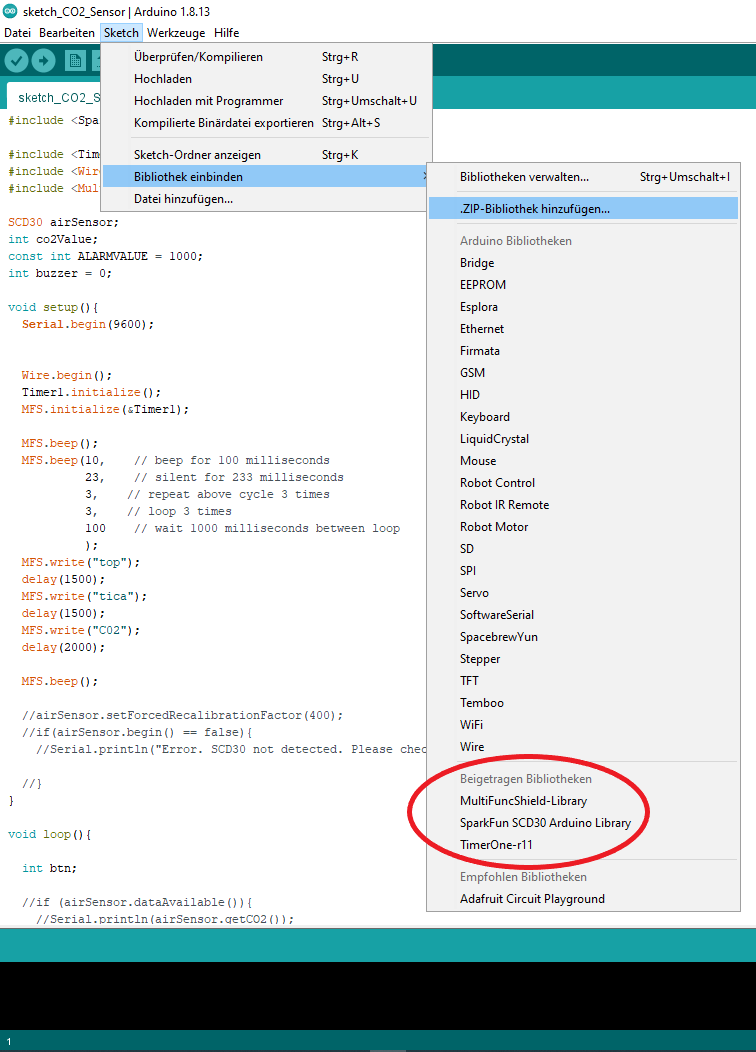 sketch_CO2_Sensor | Arduino 1.8.13
Datei Bearbeiten Sketch Werkzeuge Hilfe
Überprüfen/Kompilieren Strg+R
Hochladen Strg+U
Hochladen mit Programmer Strg+Umschalt+U
Kompilierte Binärdatei exportieren Strg+Alt+S
Sketch-Ordner anzeigen Strg+K
Bibliothek einbinden
Datei hinzufügen...
Bibliotheken verwalten... Strg+Umschalt+I
.ZIP-Bibliothek hinzufügen...
Arduino Bibliotheken
Bridge
EEPROM
Esplora
Ethernet
Firmata
GSM
HID
Keyboard
LiquidCrystal
Mouse
Robot Control
Robot IR Remote
Robot Motor
SD
SPI
Servo
SoftwareSerial
SpacebrewYun
Stepper
TFT
Temboo
WiFi
Wire
Beigetragen Bibliotheken
MultiFuncShield-Library
SparkFun SCD30 Arduino Library
TimerOne-r11
Empfohlen Bibliotheken
Adafruit Circuit Playground
sketch_CO2_S
#include <Spa
#include <Tim
#include <Wir
#include <Mul
SCD30 airSensor;
int co2Value;
const int ALARMVALUE = 1000;
int buzzer = 0;
void setup(){
Serial.begin(9600);
Wire.begin();
Timer1.initialize();
MFS.initialize(&Timer1);
MFS.beep();
MFS.beep(10, // beep for 100 milliseconds
23, // silent for 233 milliseconds
3, // repeat above cycle 3 times
3, // loop 3 times
100 // wait 1000 milliseconds between loop
);
MFS.write("top");
delay(1500);
MFS.write("tica");
delay(1500);
MFS.write("C02");
delay(2000);
MFS.beep();
//airSensor.setForcedRecalibrationFactor(400);
//if(airSensor.begin() == false){
//Serial.println("Error. SCD30 not detected. Please chec
//}
}
void loop(){
int btn;
//if (airSensor.dataAvailable()){
//Serial.println(airSensor.getCO2());
1